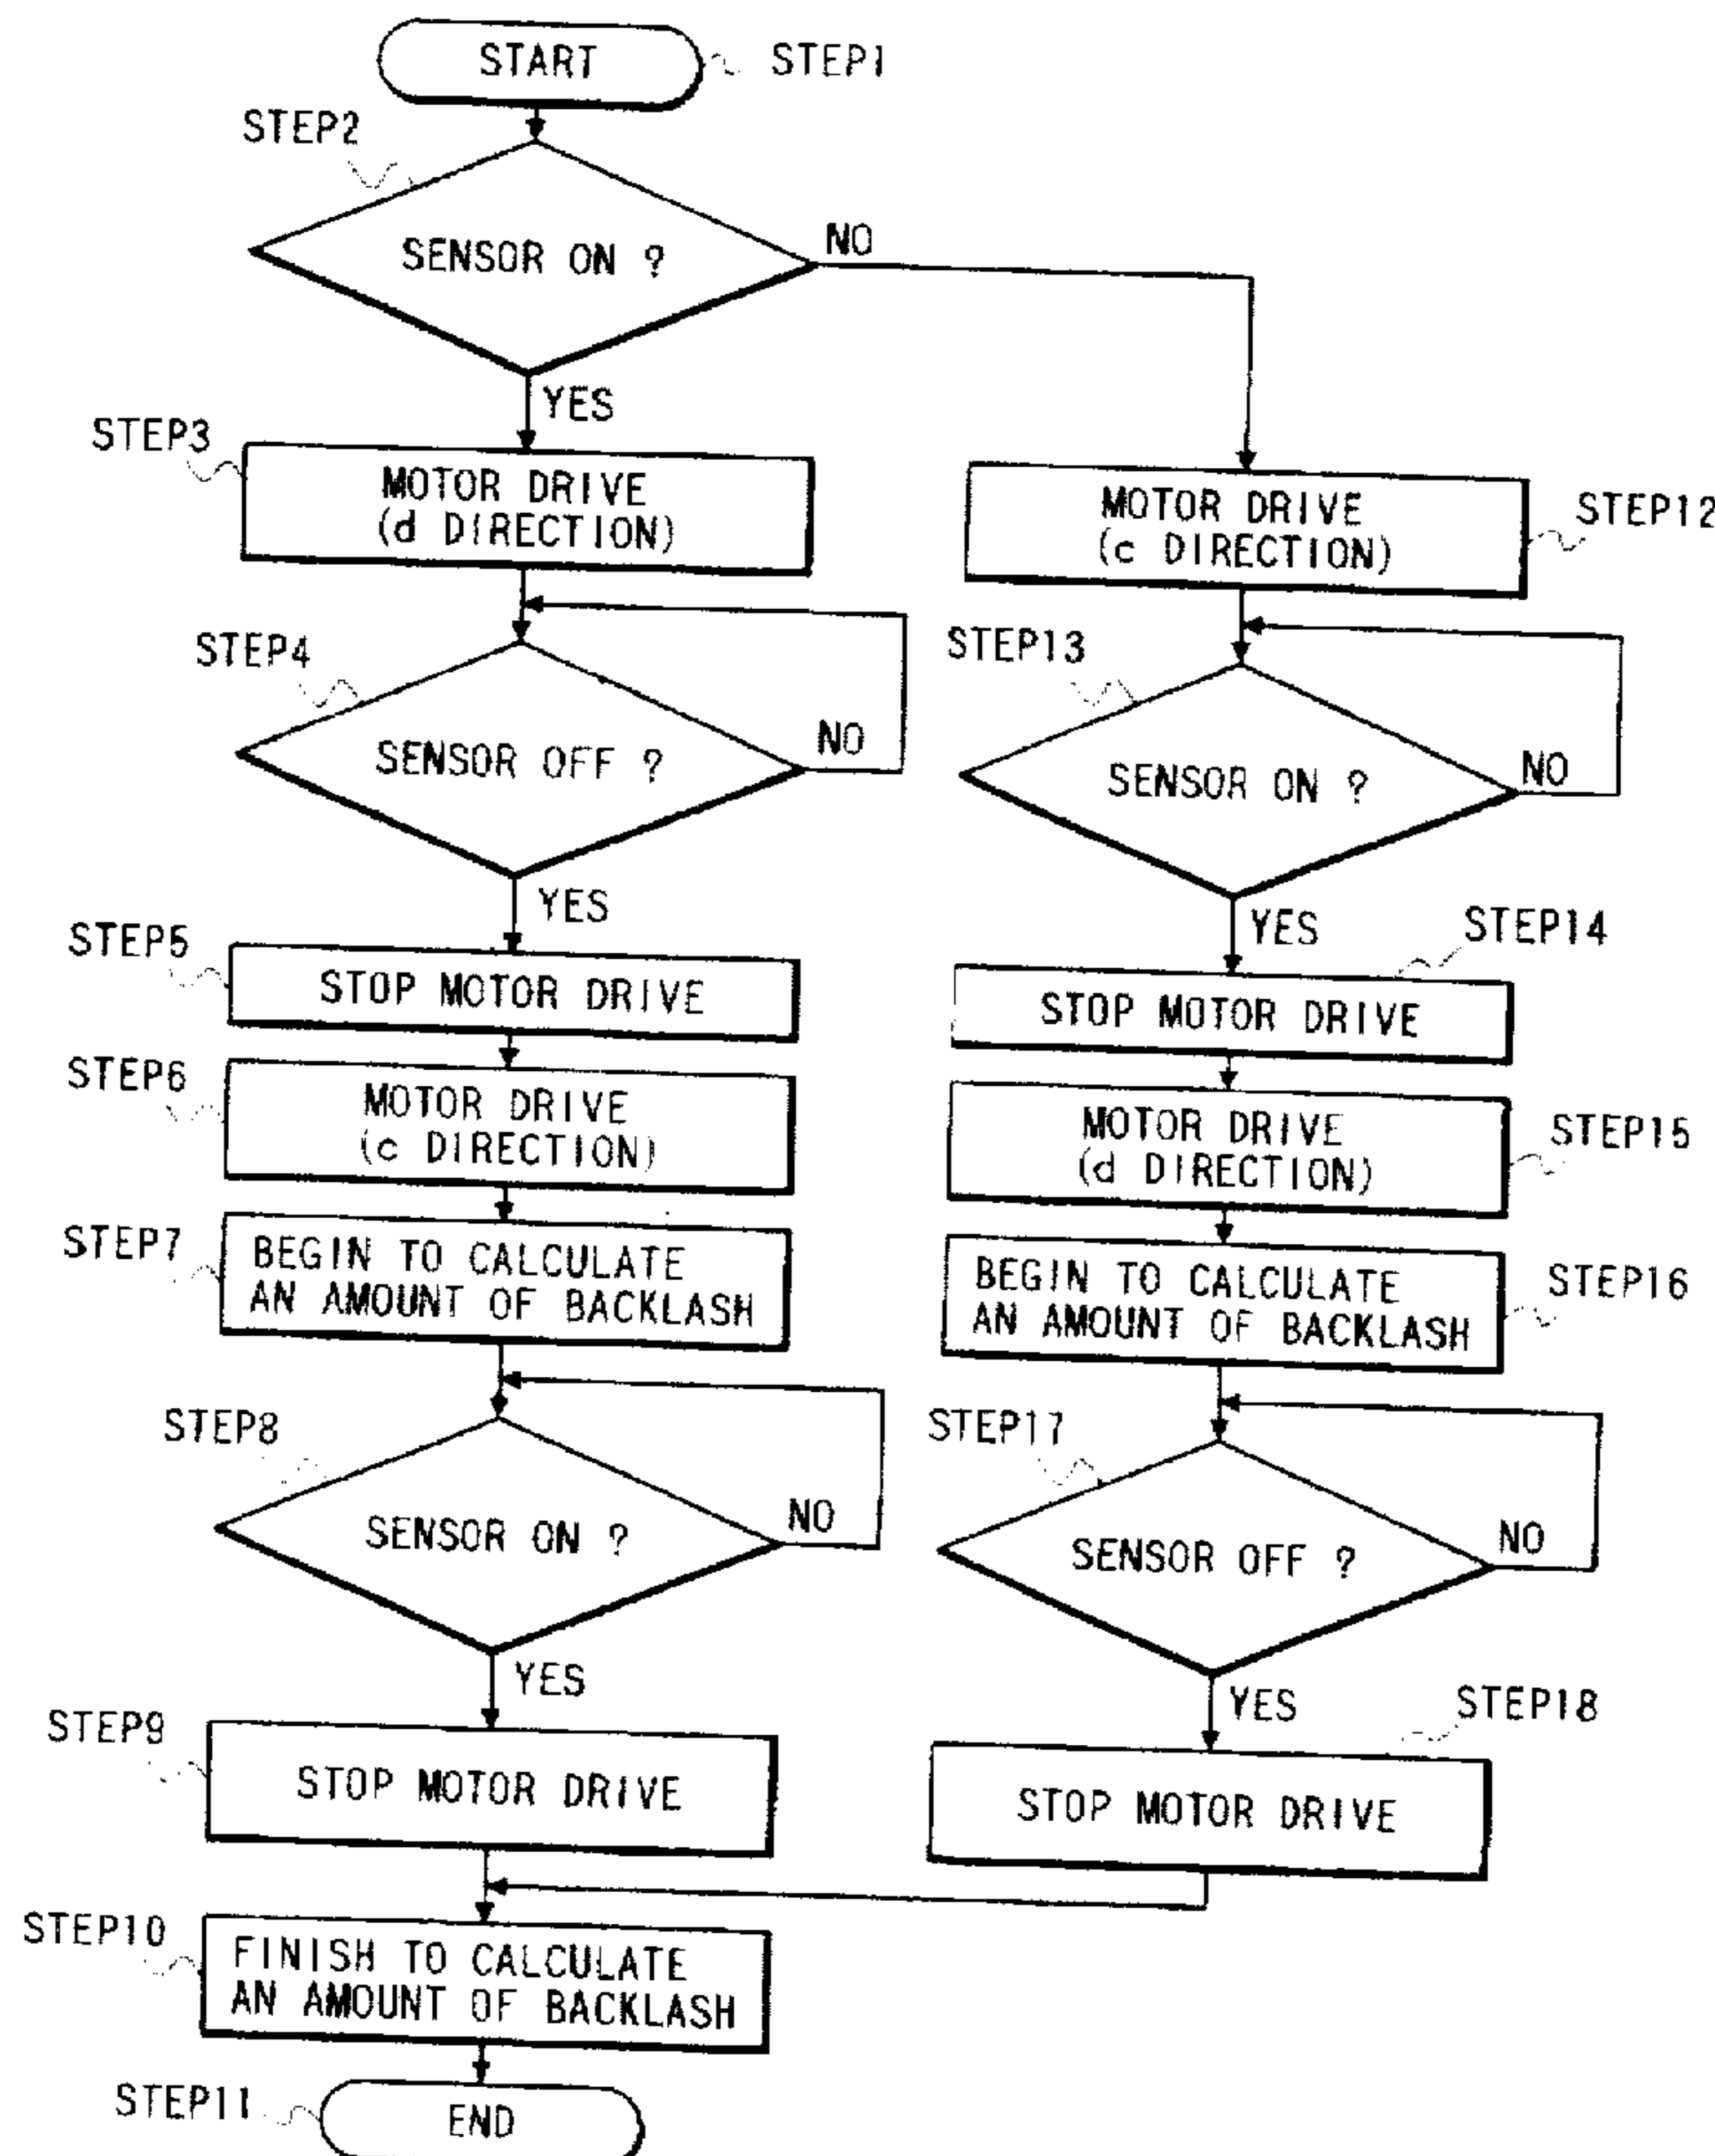 START
STEP1
STEP2
SENSOR ON ?
NO
YES
STEP3
MOTOR DRIVE
(d DIRECTION)
STEP4
SENSOR OFF ?
NO
YES
STEP5
STOP MOTOR DRIVE
STEP6
MOTOR DRIVE
(c DIRECTION)
STEP7
BEGIN TO CALCULATE
AN AMOUNT OF BACKLASH
STEP8
SENSOR ON ?
NO
YES
STEP9
STOP MOTOR DRIVE
STEP10
FINISH TO CALCULATE
AN AMOUNT OF BACKLASH
STEP11
END
MOTOR DRIVE
(c DIRECTION)
STEP12
STEP13
SENSOR ON ?
NO
YES
STEP14
STOP MOTOR DRIVE
MOTOR DRIVE
(d DIRECTION)
STEP15
BEGIN TO CALCULATE
AN AMOUNT OF BACKLASH
STEP16
STEP17
SENSOR OFF ?
NO
YES
STEP18
STOP MOTOR DRIVE